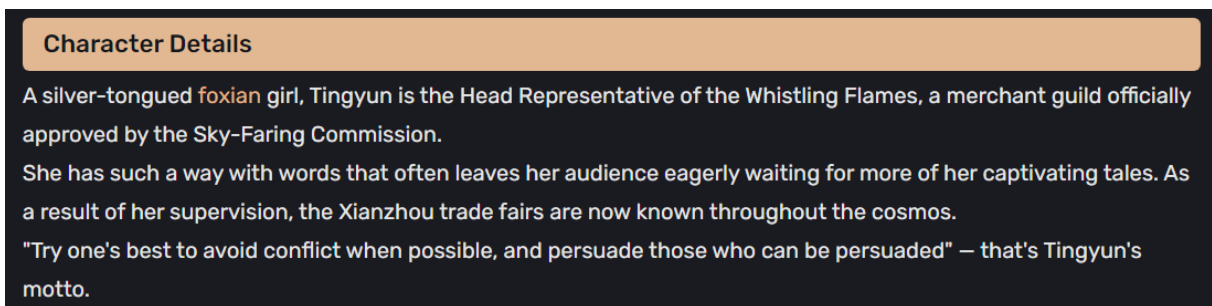 Character Details
A silver-tongued foxian girl, Tingyun is the Head Representative of the Whistling Flames, a merchant guild officially
approved by the Sky-Faring Commission.
She has such a way with words that often leaves her audience eagerly waiting for more of her captivating tales. As
a result of her supervision, the Xianzhou trade fairs are now known throughout the cosmos.
"Try one's best to avoid conflict when possible, and persuade those who can be persuaded" — that's Tingyun's
motto.